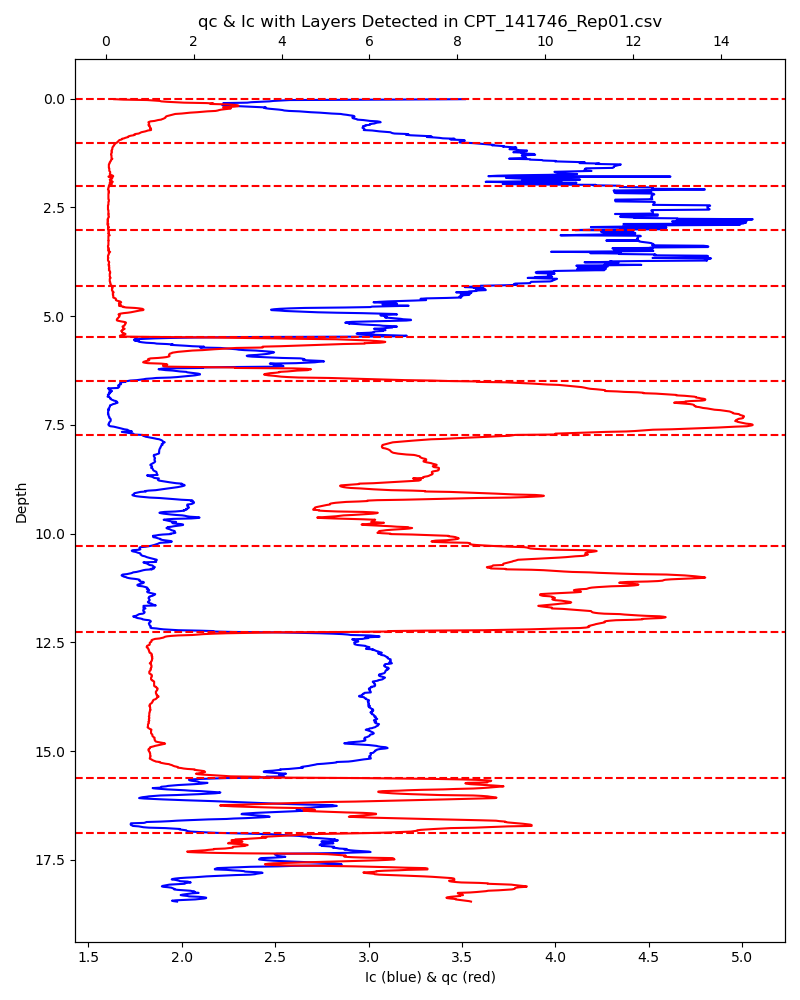 qc & Ic with Layers Detected in CPT_141746_Rep01.csv
0 2 4 6 8 10 12 14
Depth
0.0
2.5
5.0
7.5
10.0
12.5
15.0
17.5
1.5 2.0 2.5 3.0 3.5 4.0 4.5 5.0
Ic (blue) & qc (red)